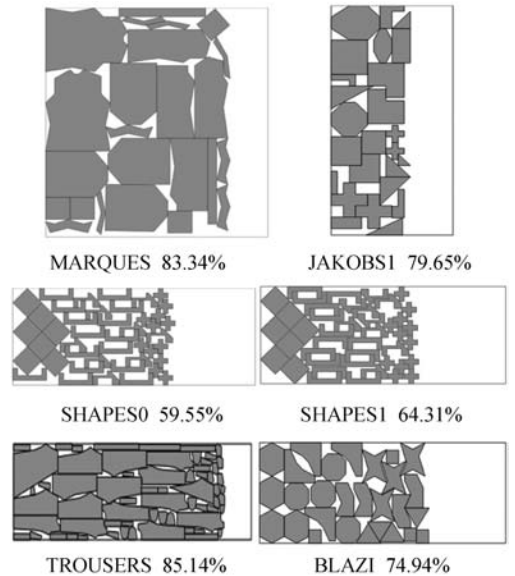 MARQUES 83.34%
JAKOBS1 79.65%
SHAPES0 59.55%
SHAPES1 64.31%
TROUSERS 85.14%
BLAZI 74.94%